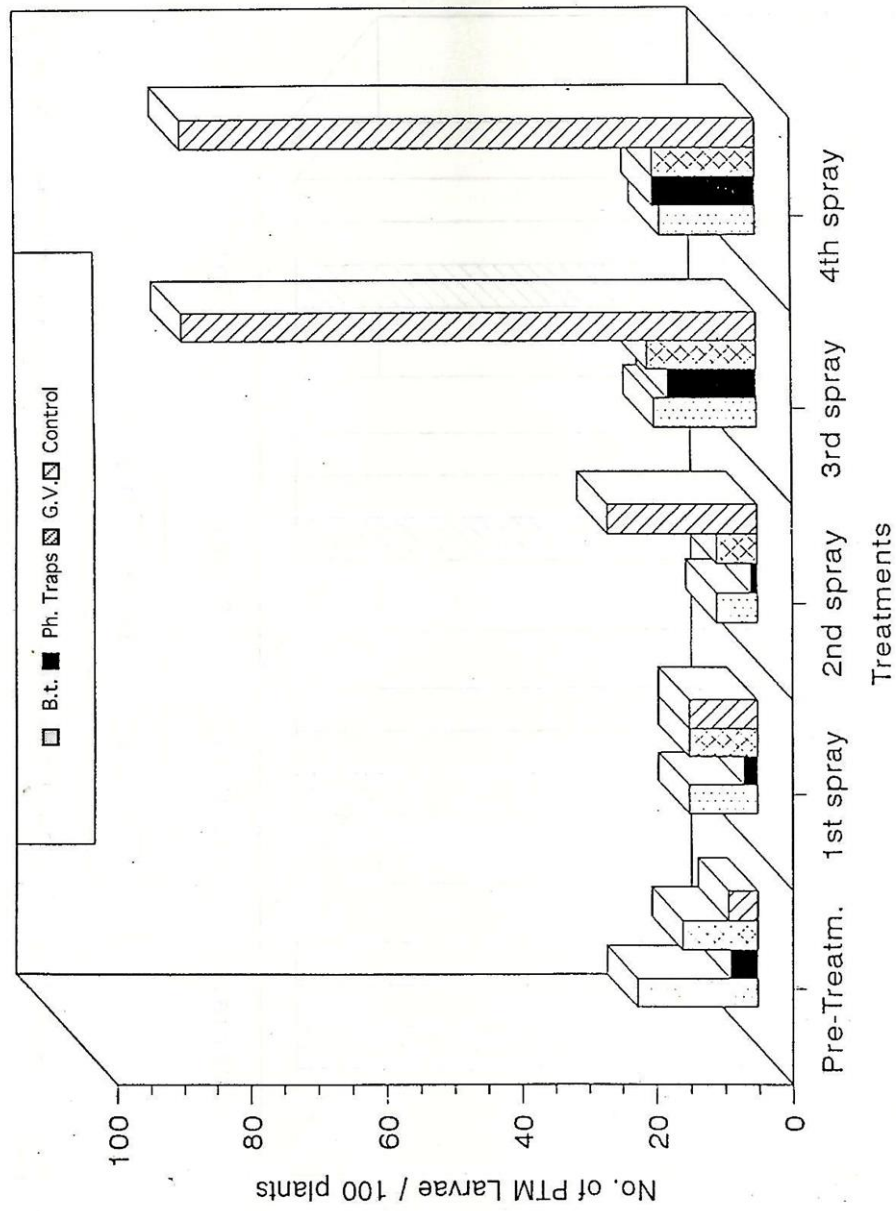 B.t. Ph. Traps G.V. Control
No. of PTM Larvae / 100 plants
100
80
60
40
20
0
Pre-Treatm.
1st spray
2nd spray
3rd spray
4th spray
Treatments